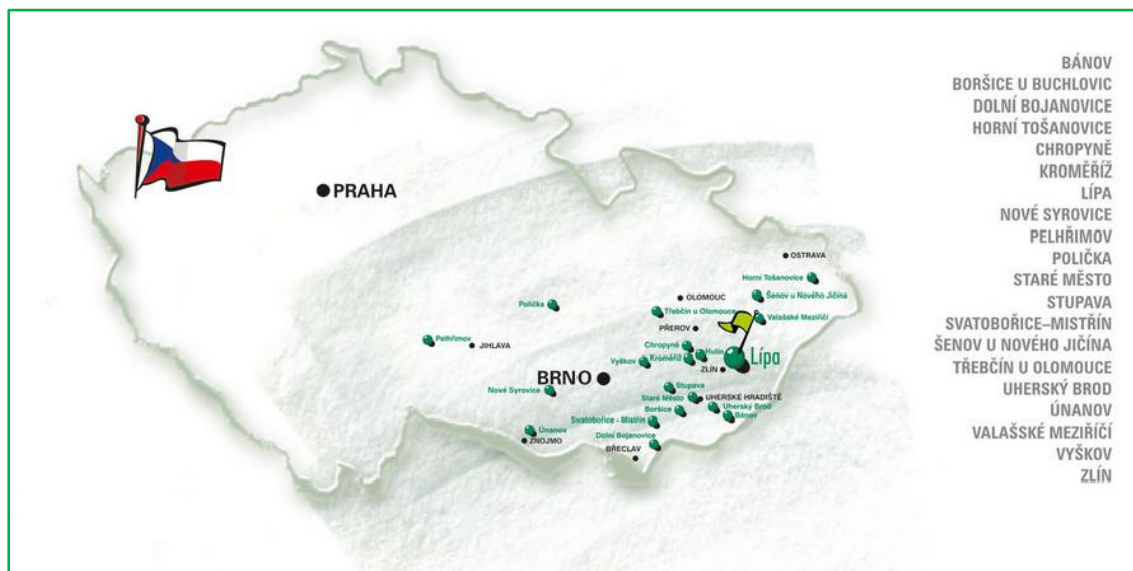 PRAHA
OSTRAVA
Horní Tošanovice
OLOMOUC
Šenov u Nového Jičína
Polička
Třebčín u Olomouce
Valašské Meziříčí
PŘEROV
Pelhřimov
JIHLAVA
Chropyně
Hulín
Kroměříž
Vyškov
Lípa
ZLÍN
BRNO
Stupava
Nové Syrovice
Staré Město
UHERSKÉ HRADIŠTĚ
Uherský Brod
Boršice
Bánov
Svatobořice - Mistřín
Únanov
ZNOJMO
Dolní Bojanovice
BŘECLAV
BÁNOV
BORŠICE U BUCHLOVIC
DOLNÍ BOJANOVICE
HORNÍ TOŠANOVICE
CHROPYNĚ
KROMĚŘÍŽ
LÍPA
NOVÉ SYROVICE
PELHŘIMOV
POLIČKA
STARÉ MĚSTO
STUPAVA
SVATOBOŘICE–MISTŘÍN
ŠENOV U NOVÉHO JIČÍNA
TŘEBČÍN U OLOMOUCE
UHERSKÝ BROD
ÚNANOV
VALAŠSKÉ MEZIŘÍČÍ
VYŠKOV
ZLÍN